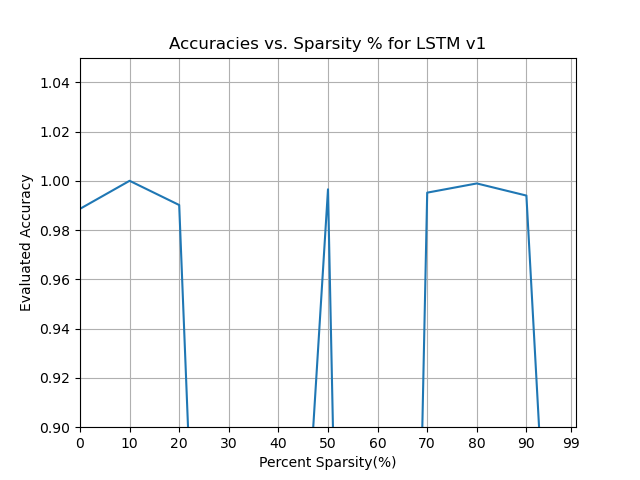 Accuracies vs. Sparsity % for LSTM v1
Evaluated Accuracy
1.04
1.02
1.00
0.98
0.96
0.94
0.92
0.90
0 10 20 30 40 50 60 70 80 90 99
Percent Sparsity(%)